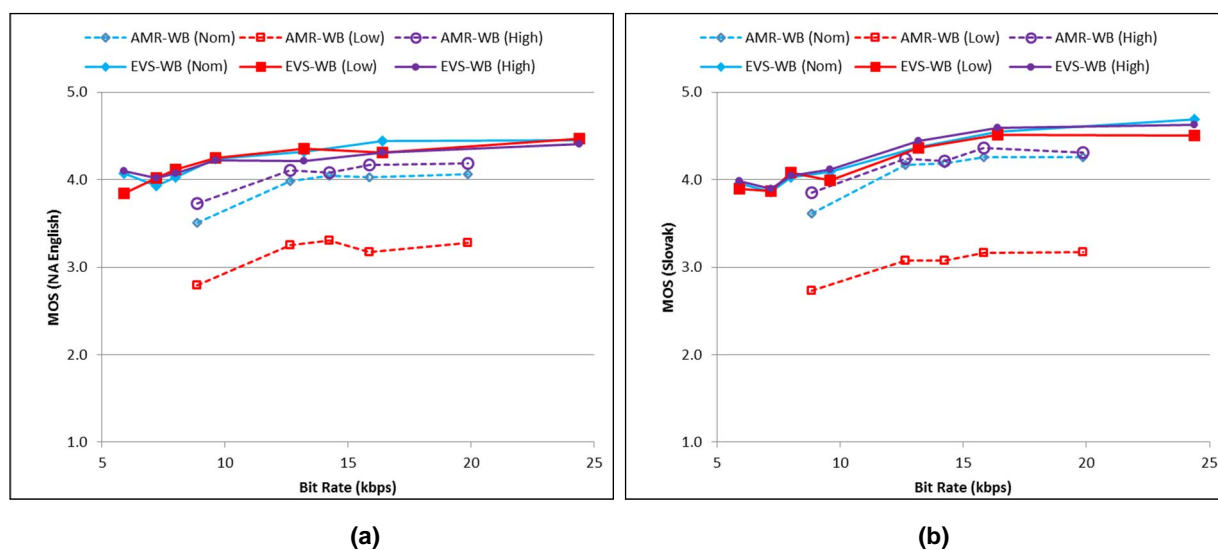 AMR-WB (Nom) AMR-WB (Low) AMR-WB (High)
EVS-WB (Nom) EVS-WB (Low) EVS-WB (High)
5.0
4.0
3.0
2.0
1.0
MOS (NA English)
5 10 15 20 25
Bit Rate (kbps)
(a)
AMR-WB (Nom) AMR-WB (Low) AMR-WB (High)
EVS-WB (Nom) EVS-WB (Low) EVS-WB (High)
5.0
4.0
3.0
2.0
1.0
MOS (Slovak)
5 10 15 20 25
Bit Rate (kbps)
(b)